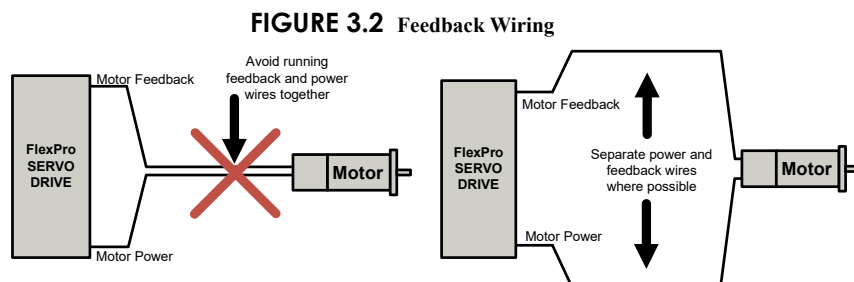 FIGURE 3.2 Feedback Wiring
Motor Feedback
Avoid running
feedback and power
wires together
FlexPro
SERVO
DRIVE
Motor
Motor Power
Motor Feedback
FlexPro
SERVO
DRIVE
Separate power and
feedback wires
where possible
Motor
Motor Power